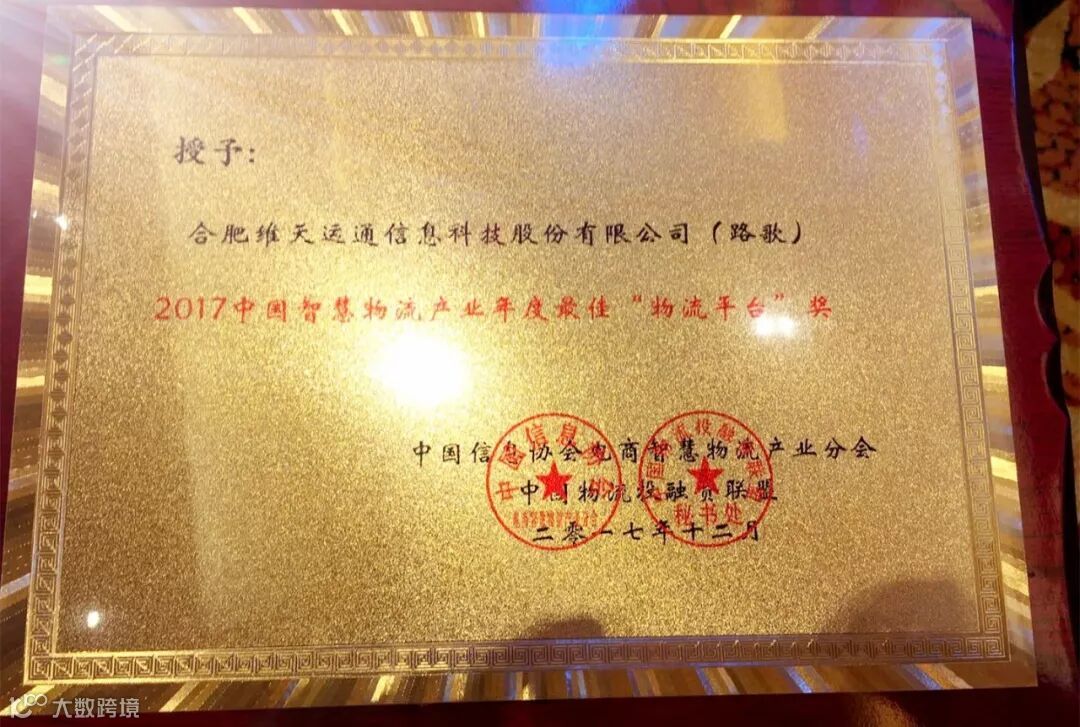 授予:
合肥维天运通信息科技股份有限公司(路歌)
2017中国智慧物流产业年度最佳“物流平台”奖
中国信息协会电商智慧物流产业分会
中国物流投融资联盟
二零一七年十二月
秘书处
大数跨境